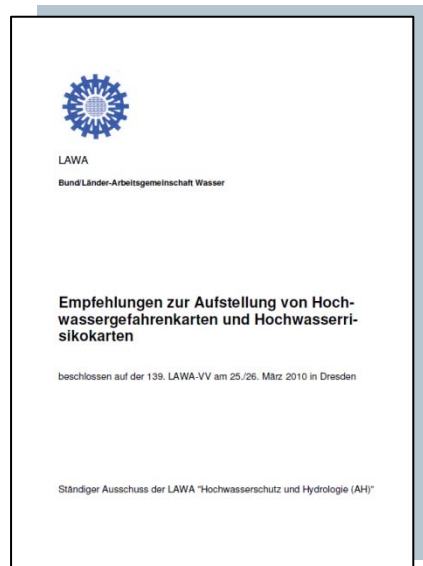 LAWA
Bund/Länder-Arbeitsgemeinschaft Wasser
Empfehlungen zur Aufstellung von Hoch-
wassergefahrenkarten und Hochwasserri-
sikokarten
beschlossen auf der 139. LAWA-VV am 25./26. März 2010 in Dresden
Ständiger Ausschuss der LAWA "Hochwasserschutz und Hydrologie (AH)"